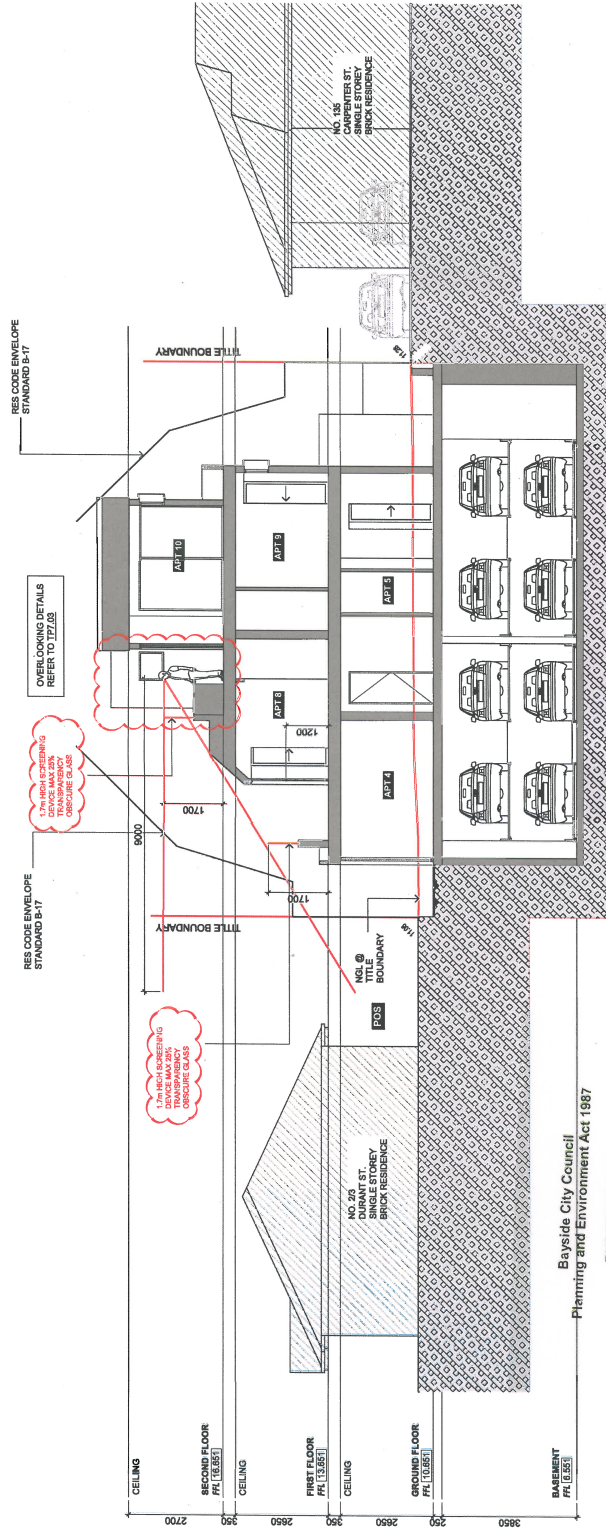 RES CODE ENVELOPE
STANDARD B-17
OVERLOOKING DETAILS
REFER TO TP7.03
1.7m HIGH SCREENING
DEVICE MAX 25%
TRANSPARENCY
OBSCURE GLASS
RES CODE ENVELOPE
STANDARD B-17
9000
1.7m HIGH SCREENING
DEVICE MAX 25%
TRANSPARENCY
OBSCURE GLASS
TITLE BOUNDARY
TITLE BOUNDARY
1700
1700
1200
APT 10
APT 9
APT 8
APT 5
APT 4
NO. 135
CARPENTER ST.
SINGLE STOREY
BRICK RESIDENCE
NO. 2/3
DURANT ST.
SINGLE STOREY
BRICK RESIDENCE
POS
NGL @
TITLE
BOUNDARY
CEILING
2700
SECOND FLOOR
FFL 16.651
350
CEILING
2650
FIRST FLOOR
FFL 13.651
350
CEILING
2650
GROUND FLOOR
FFL 10.651
250
3850
BASEMENT
FFL 6.551
Bayside City Council
Planning and Environment Act 1987